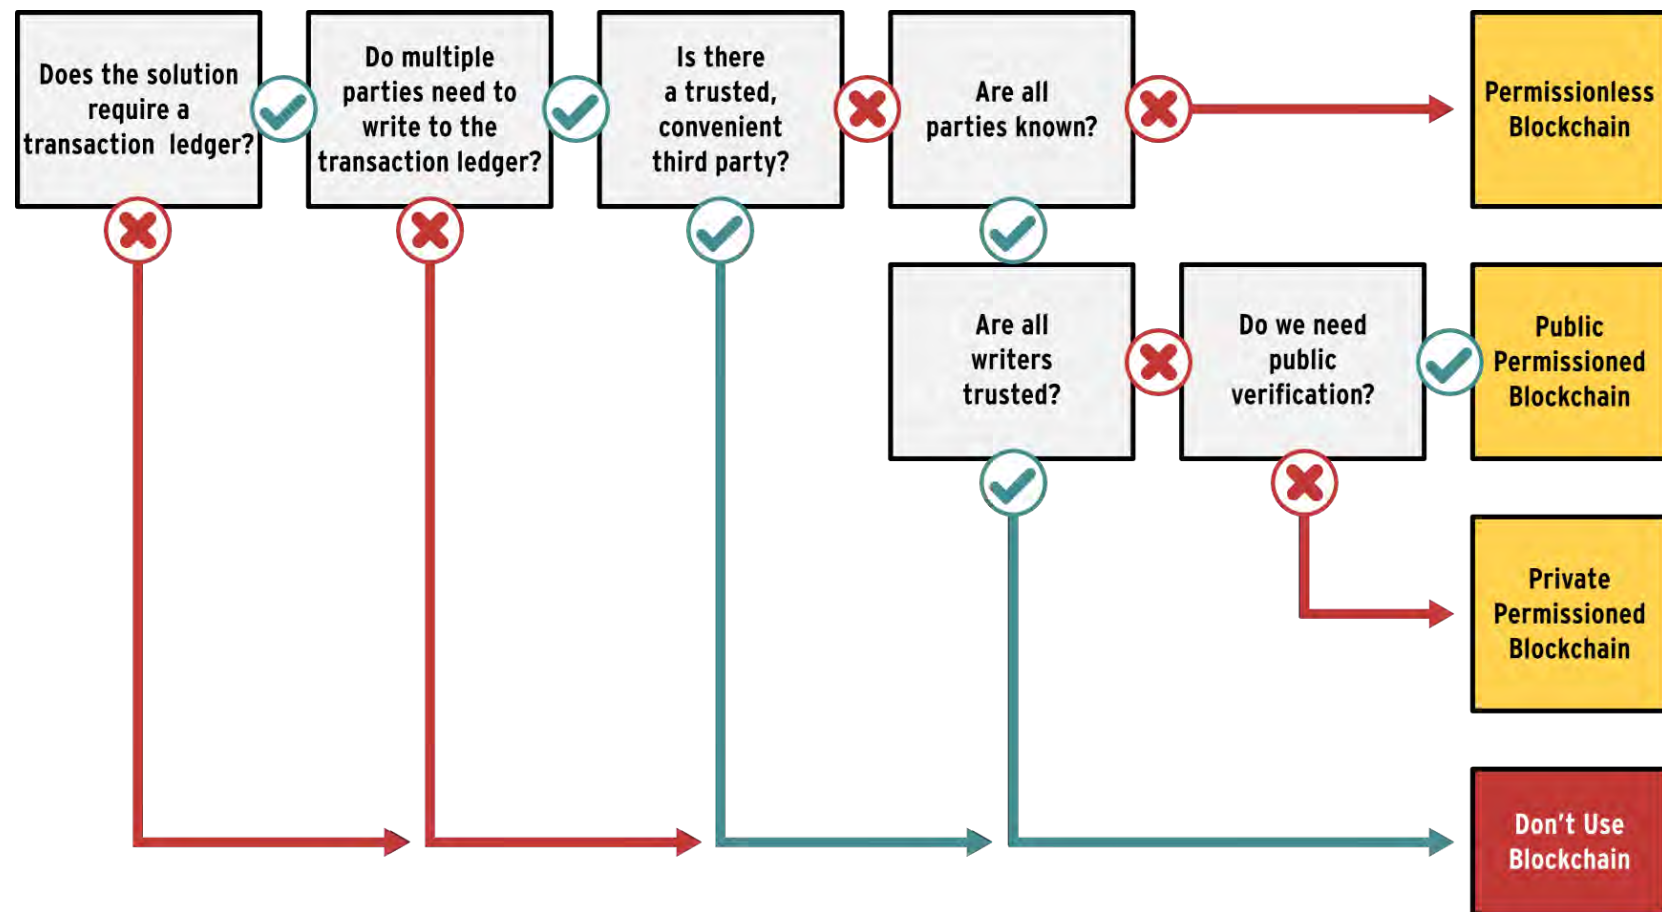 Does the solution
require a
transaction ledger?
Do multiple
parties need to
write to the
transaction ledger?
Is there
a trusted,
convenient
third party?
Are all
parties known?
Permissionless
Blockchain
Are all
writers
trusted?
Do we need
public
verification?
Public
Permissioned
Blockchain
Private
Permissioned
Blockchain
Don't Use
Blockchain